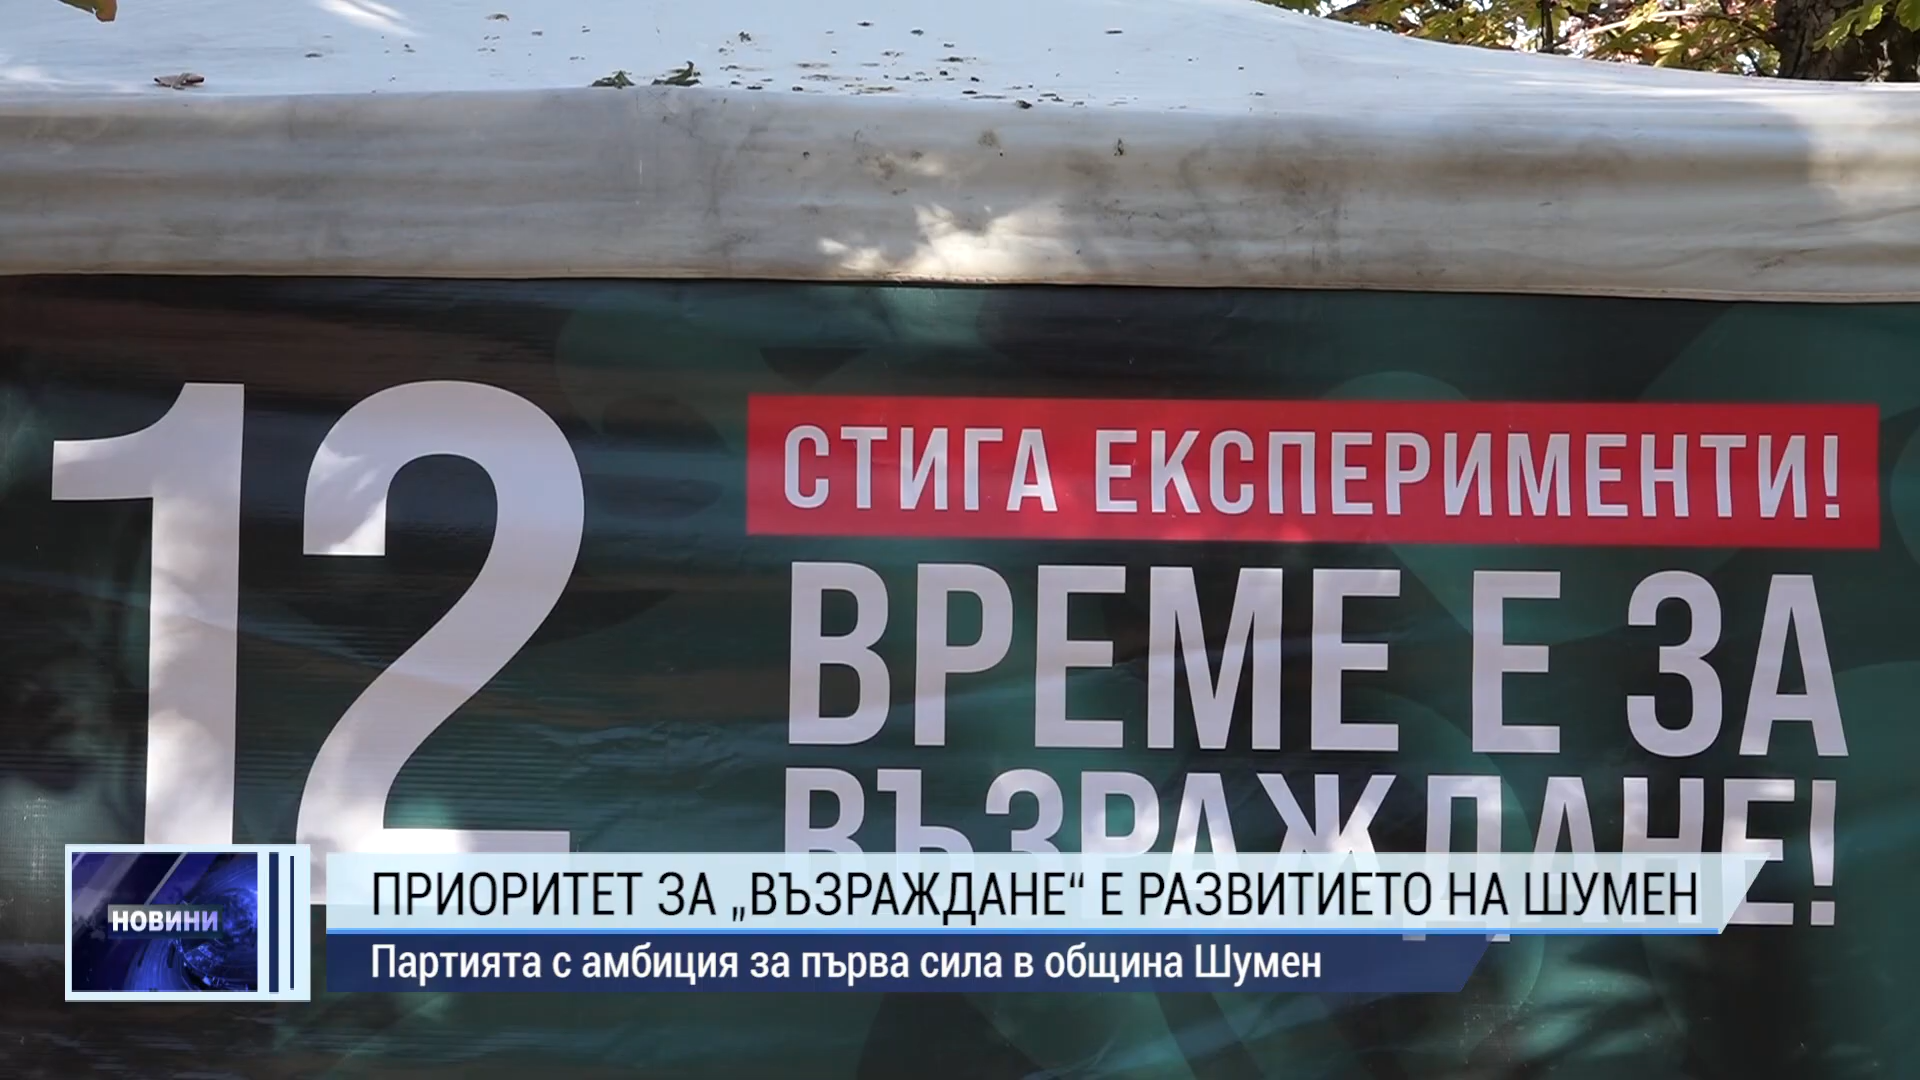 12
СТИГА ЕКСПЕРИМЕНТИ!
ВРЕМЕ Е ЗА
ВЪЗРАЖДАНЕ!
НОВИНИ
ПРИОРИТЕТ ЗА „ВЪЗРАЖДАНЕ“ Е РАЗВИТИЕТО НА ШУМЕН
Партията с амбиция за първа сила в община Шумен